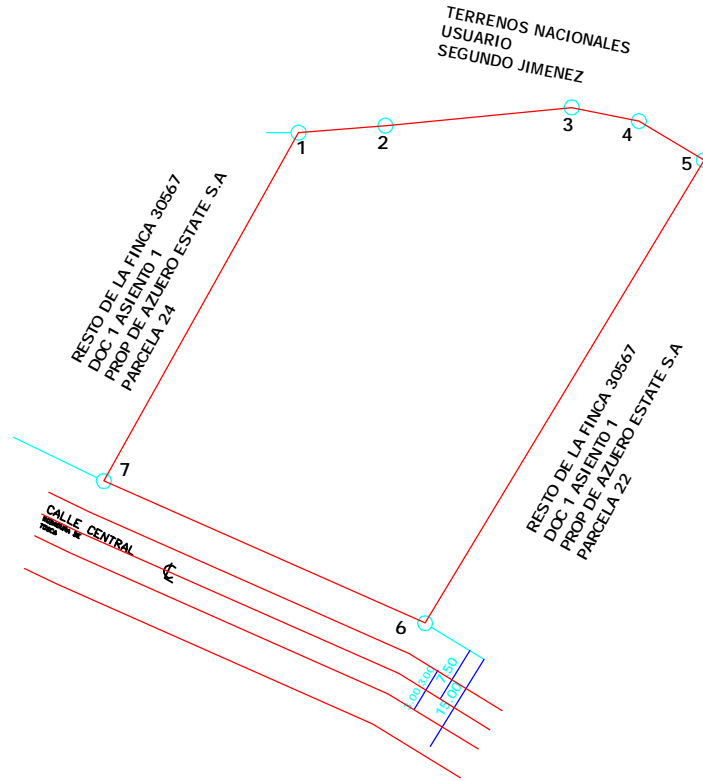 TERRENOS NACIONALES
USUARIO
SEGUNDO JIMENEZ
1
2
3
4
5
RESTO DE LA FINCA 30567
DOC 1 ASIENTO 1
PROP DE AZUERO ESTATE S.A
PARCELA 24
RESTO DE LA FINCA 30567
DOC 1 ASIENTO 1
PROP DE AZUERO ESTATE S.A
PARCELA 22
7
CALLE CENTRAL
6
3.00
7.50
15.00